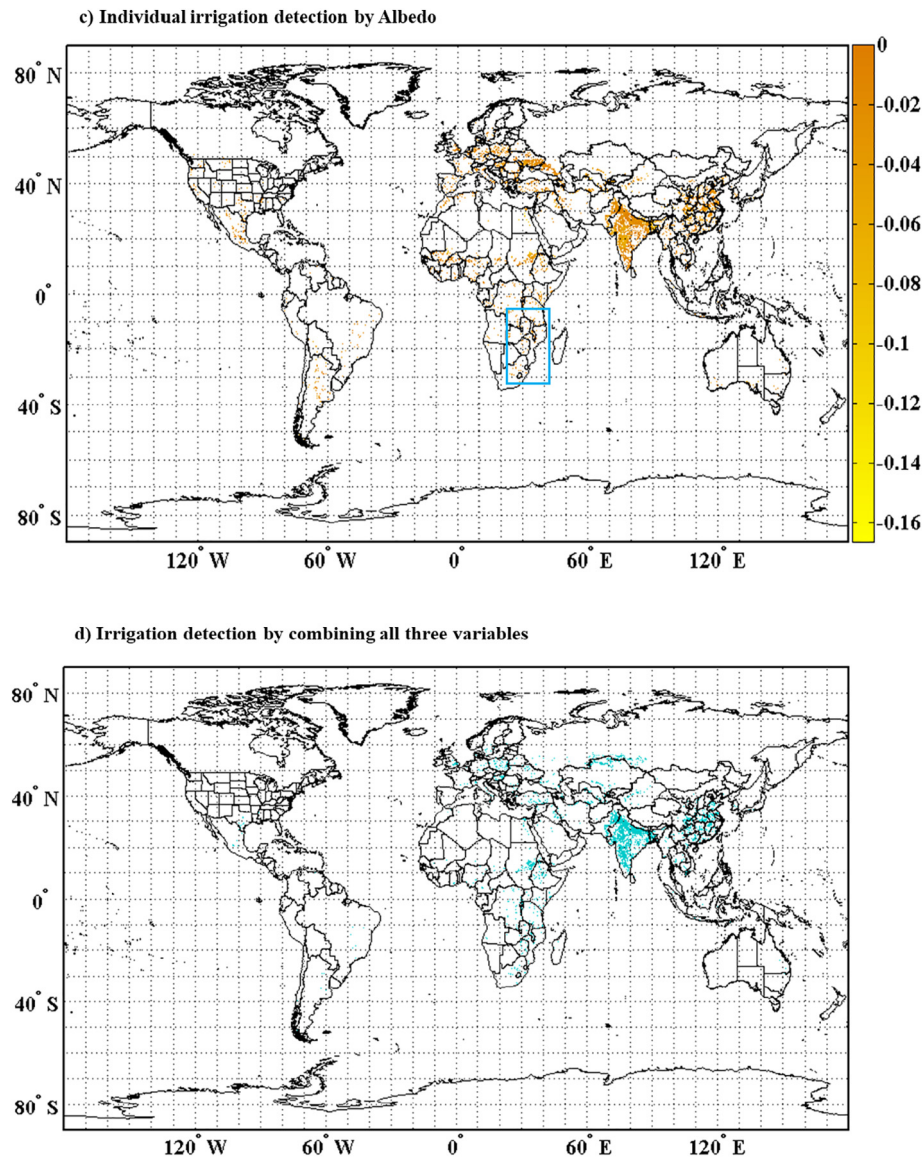 c) Individual irrigation detection by Albedo
80° N
40° N
0°
40° S
80° S
120° W
60° W
0°
60° E
120° E
0
-0.02
-0.04
-0.06
-0.08
-0.1
-0.12
-0.14
-0.16
d) Irrigation detection by combining all three variables
80° N
40° N
0°
40° S
80° S
120° W
60° W
0°
60° E
120° E